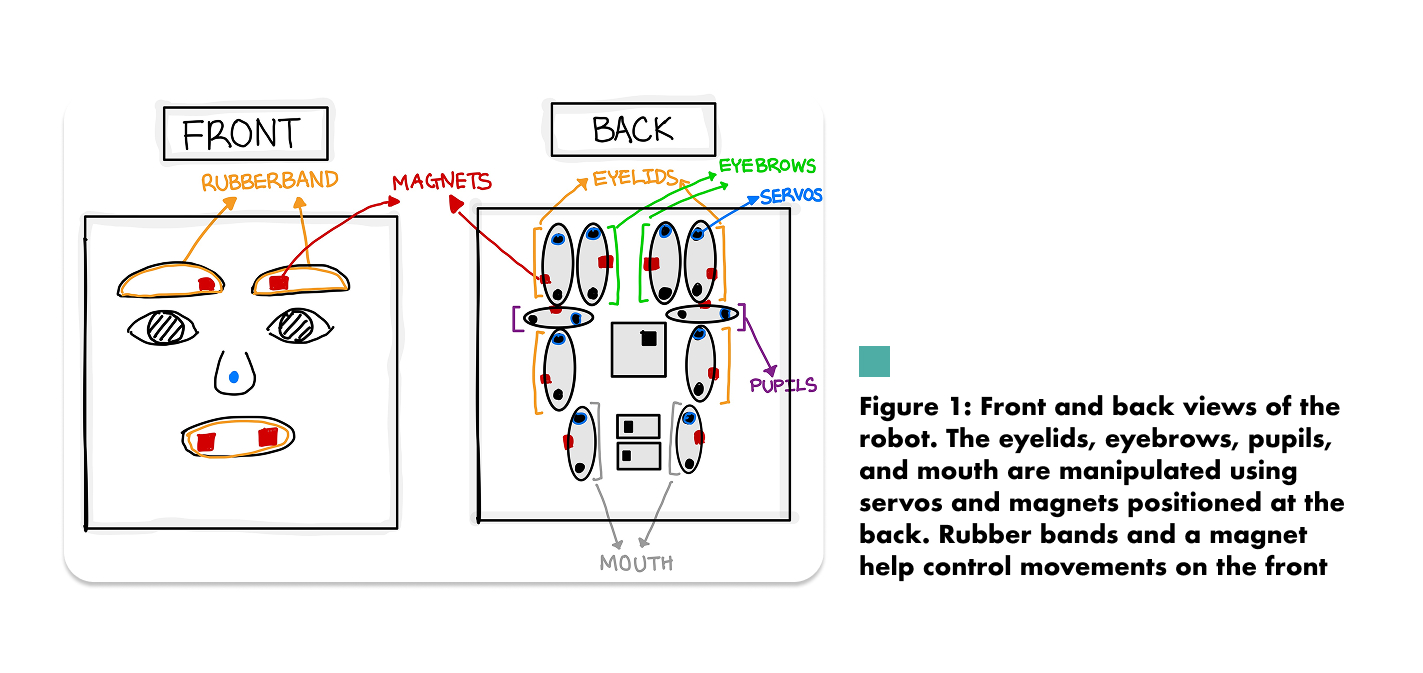 FRONT
BACK
RUBBERBAND
MAGNETS
EYELIDS
EYEBROWS
SERVOS
PUPILS
MOUTH
Figure 1: Front and back views of the
robot. The eyelids, eyebrows, pupils,
and mouth are manipulated using
servos and magnets positioned at the
back. Rubber bands and a magnet
help control movements on the front